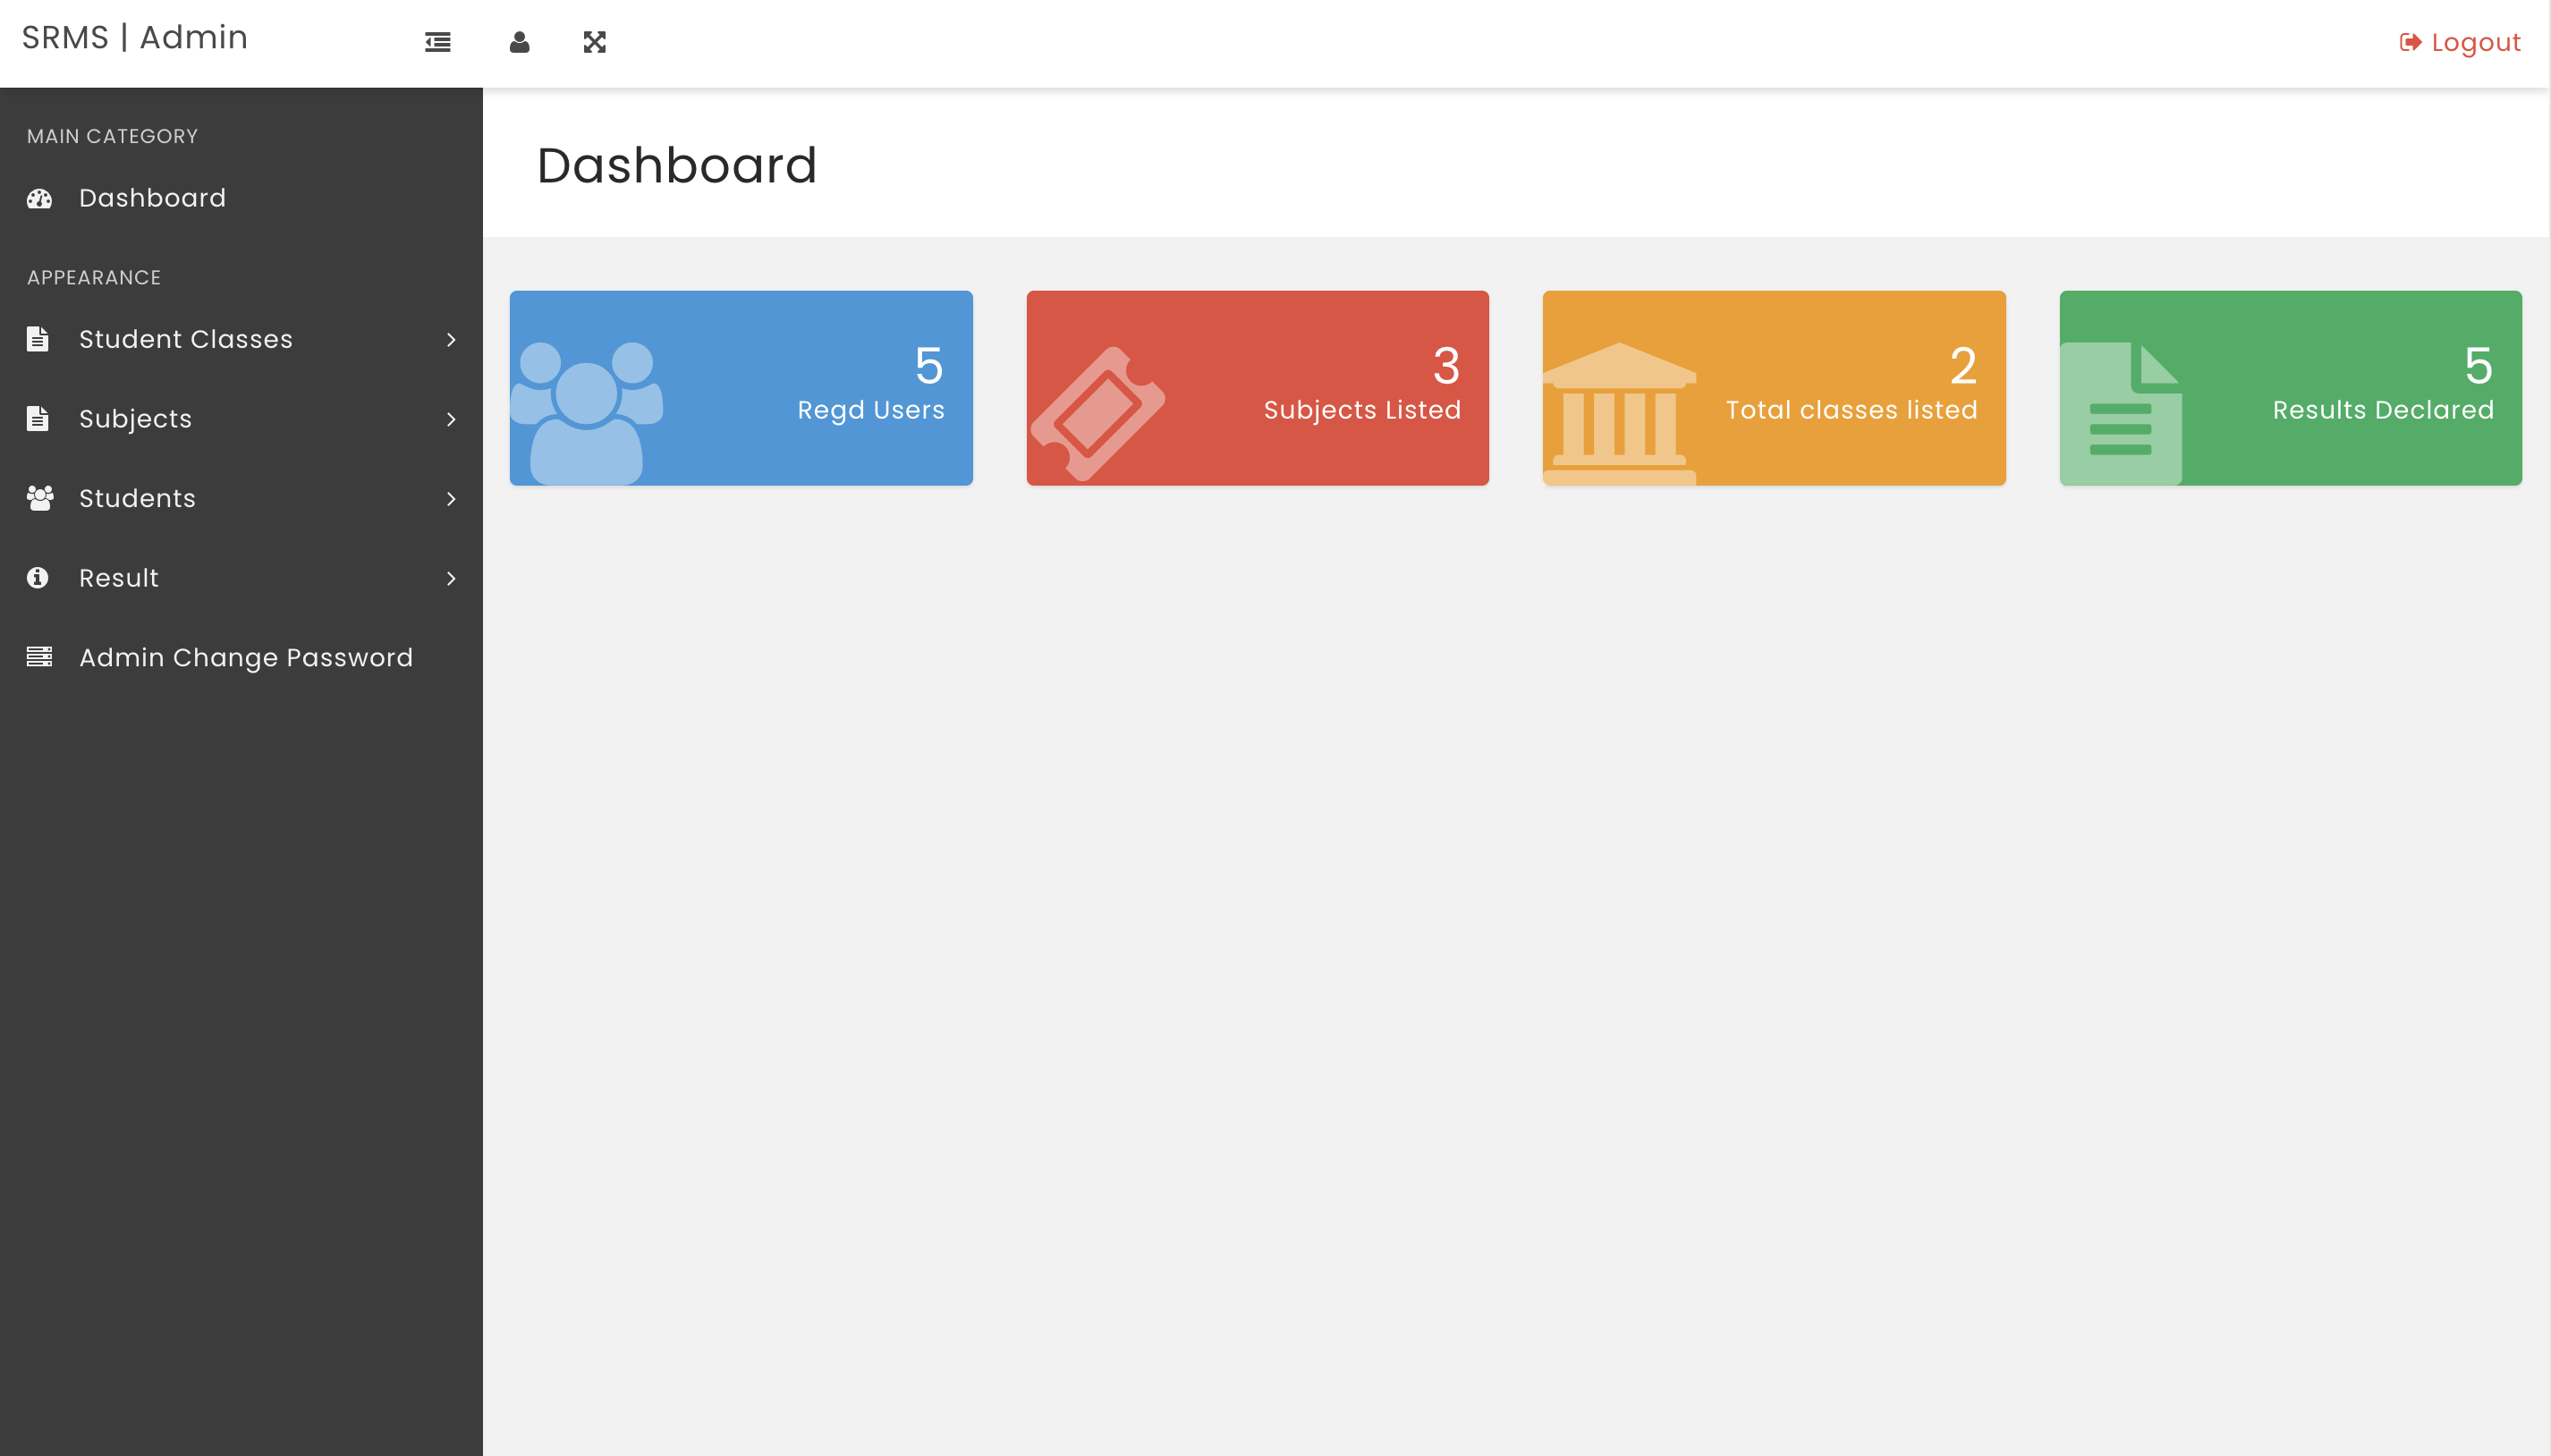 SRMS | Admin
Logout
MAIN CATEGORY
Dashboard
APPEARANCE
Student Classes
Subjects
Students
Result
Admin Change Password
Dashboard
5
Regd Users
3
Subjects Listed
2
Total classes listed
5
Results Declared